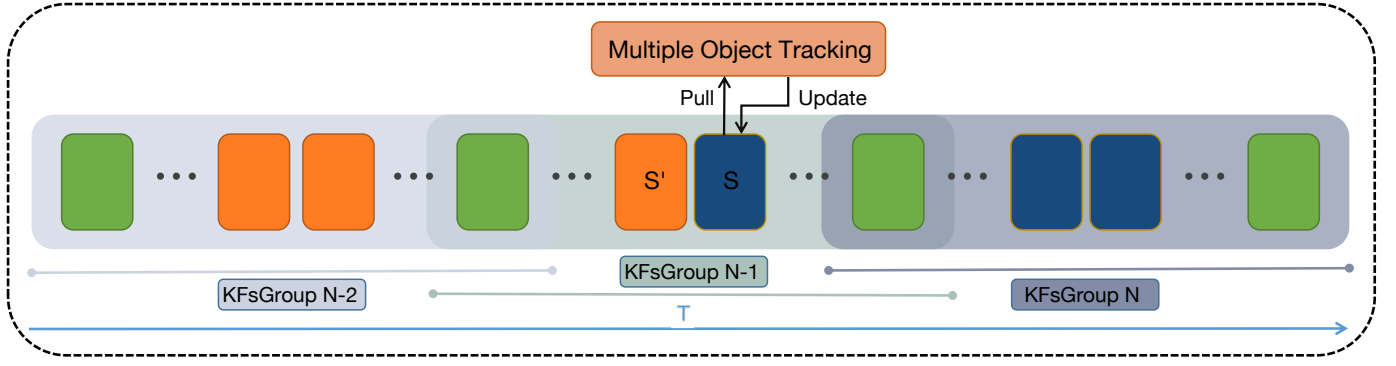 Multiple Object Tracking
Pull
Update
S'
S
KFsGroup N-2
KFsGroup N-1
KFsGroup N
T